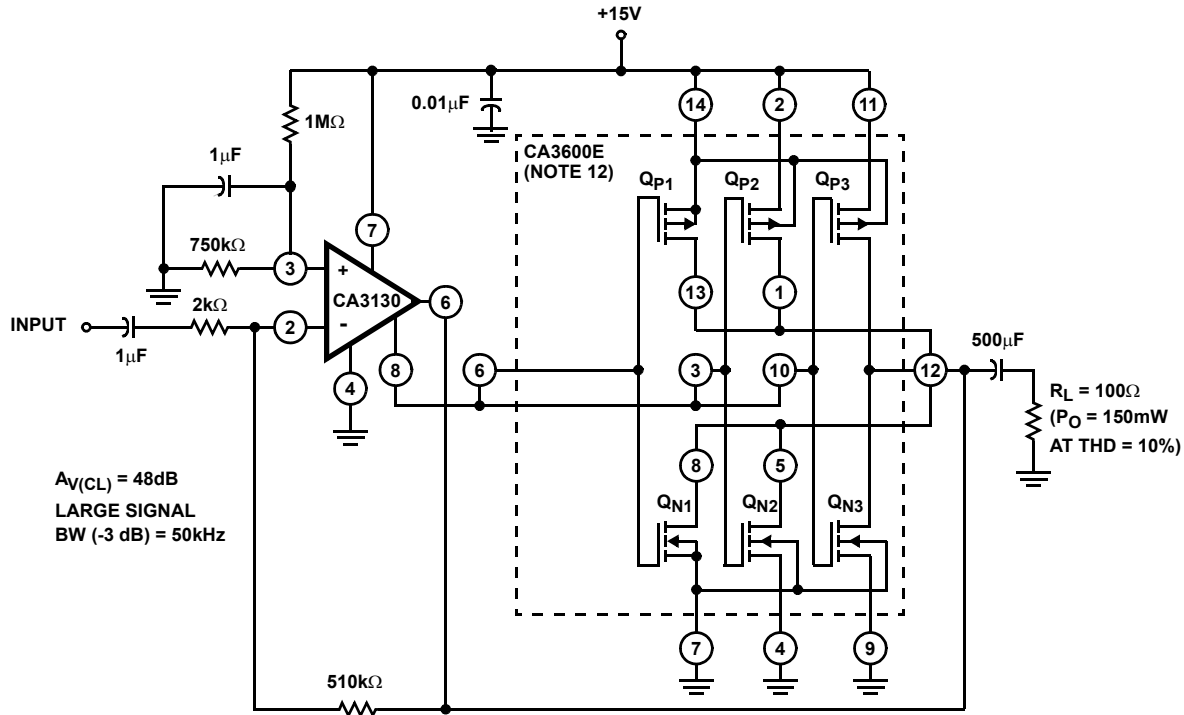 +15V
0.01μF
14
2
11
1MΩ
CA3600E
(NOTE 12)
1μF
QP1
QP2
QP3
7
750kΩ
3
+
CA3130
6
13
1
2kΩ
INPUT
2
-
1μF
500μF
8
6
3
10
12
4
RL = 100Ω
(PO = 150mW
AT THD = 10%)
8
5
AV(CL) = 48dB
LARGE SIGNAL
BW (-3 dB) = 50kHz
QN1
QN2
QN3
7
4
9
510kΩ